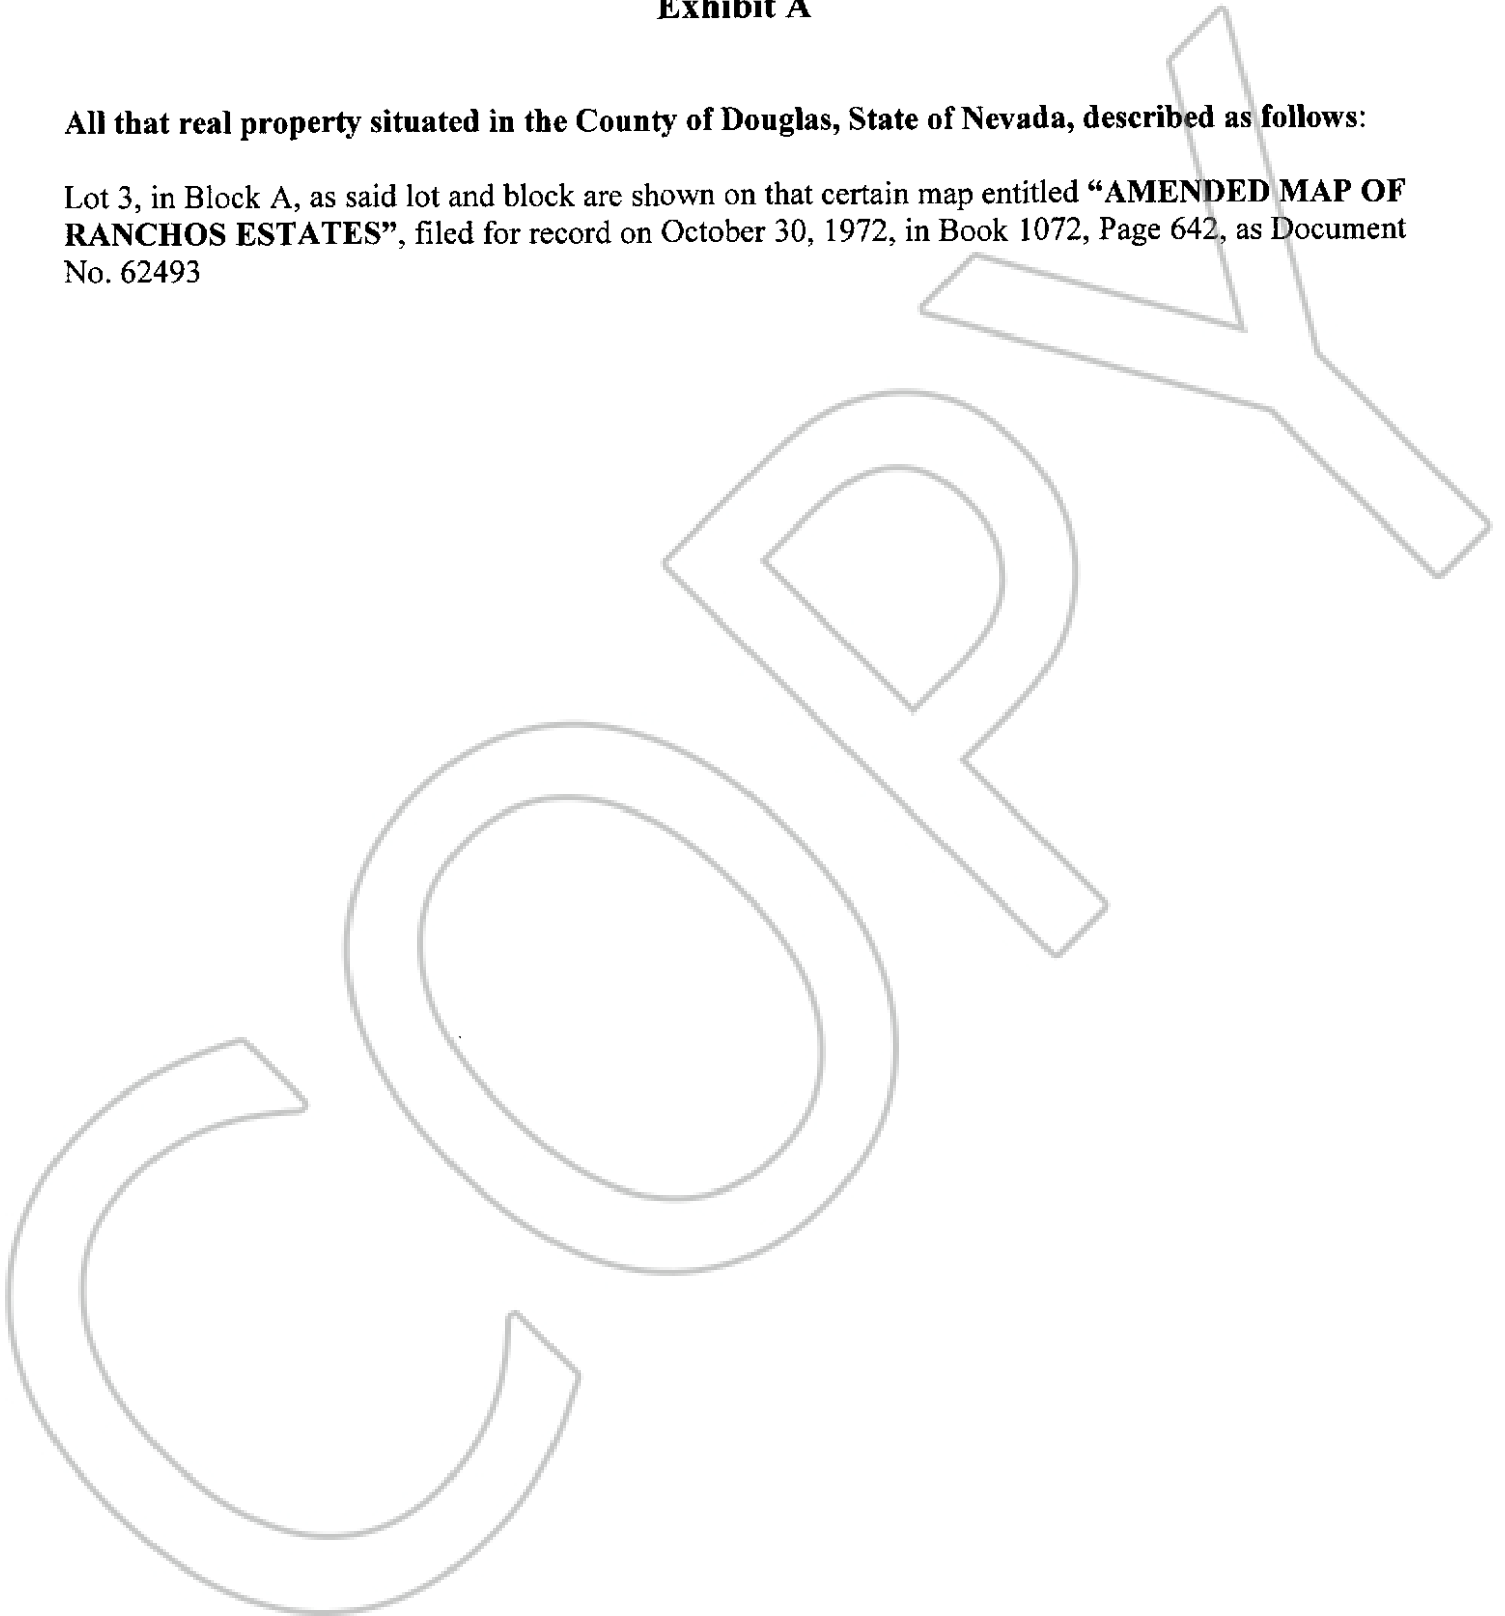 Exhibit A
All that real property situated in the County of Douglas, State of Nevada, described as follows:
Lot 3, in Block A, as said lot and block are shown on that certain map entitled “AMENDED MAP OF
RANCHOS ESTATES”, filed for record on October 30, 1972, in Book 1072, Page 642, as Document
No. 62493
COPY